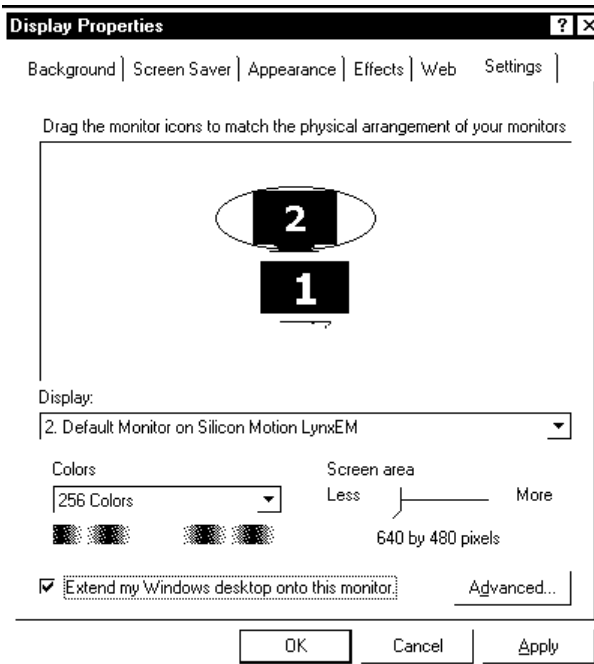 Display Properties ? ×
Background Screen Saver Appearance Effects Web Settings
Drag the monitor icons to match the physical arrangement of your monitors
2
1
Display:
2. Default Monitor on Silicon Motion LynxEM
Colors Screen area
256 Colors Less More
640 by 480 pixels
Extend my Windows desktop onto this monitor. Advanced...
OK Cancel Apply